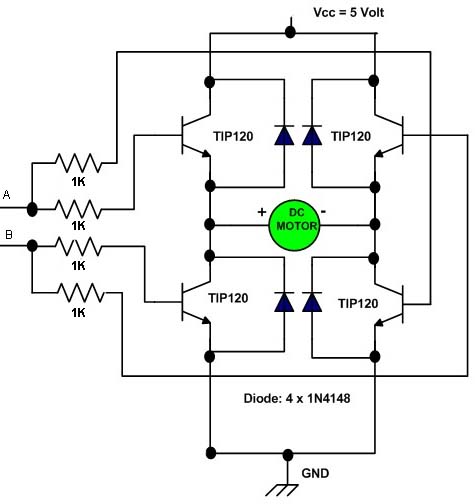 Vcc = 5 Volt
TIP120
TIP120
1K
A
1K
+
DC
MOTOR
-
B
1K
TIP120
TIP120
1K
Diode: 4 x 1N4148
GND